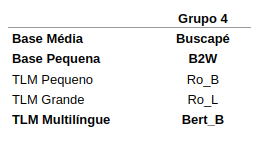 Grupo 4
Base Média Buscapé
Base Pequena B2W
TLM Pequeno Ro_B
TLM Grande Ro_L
TLM Multilíngue Bert_B